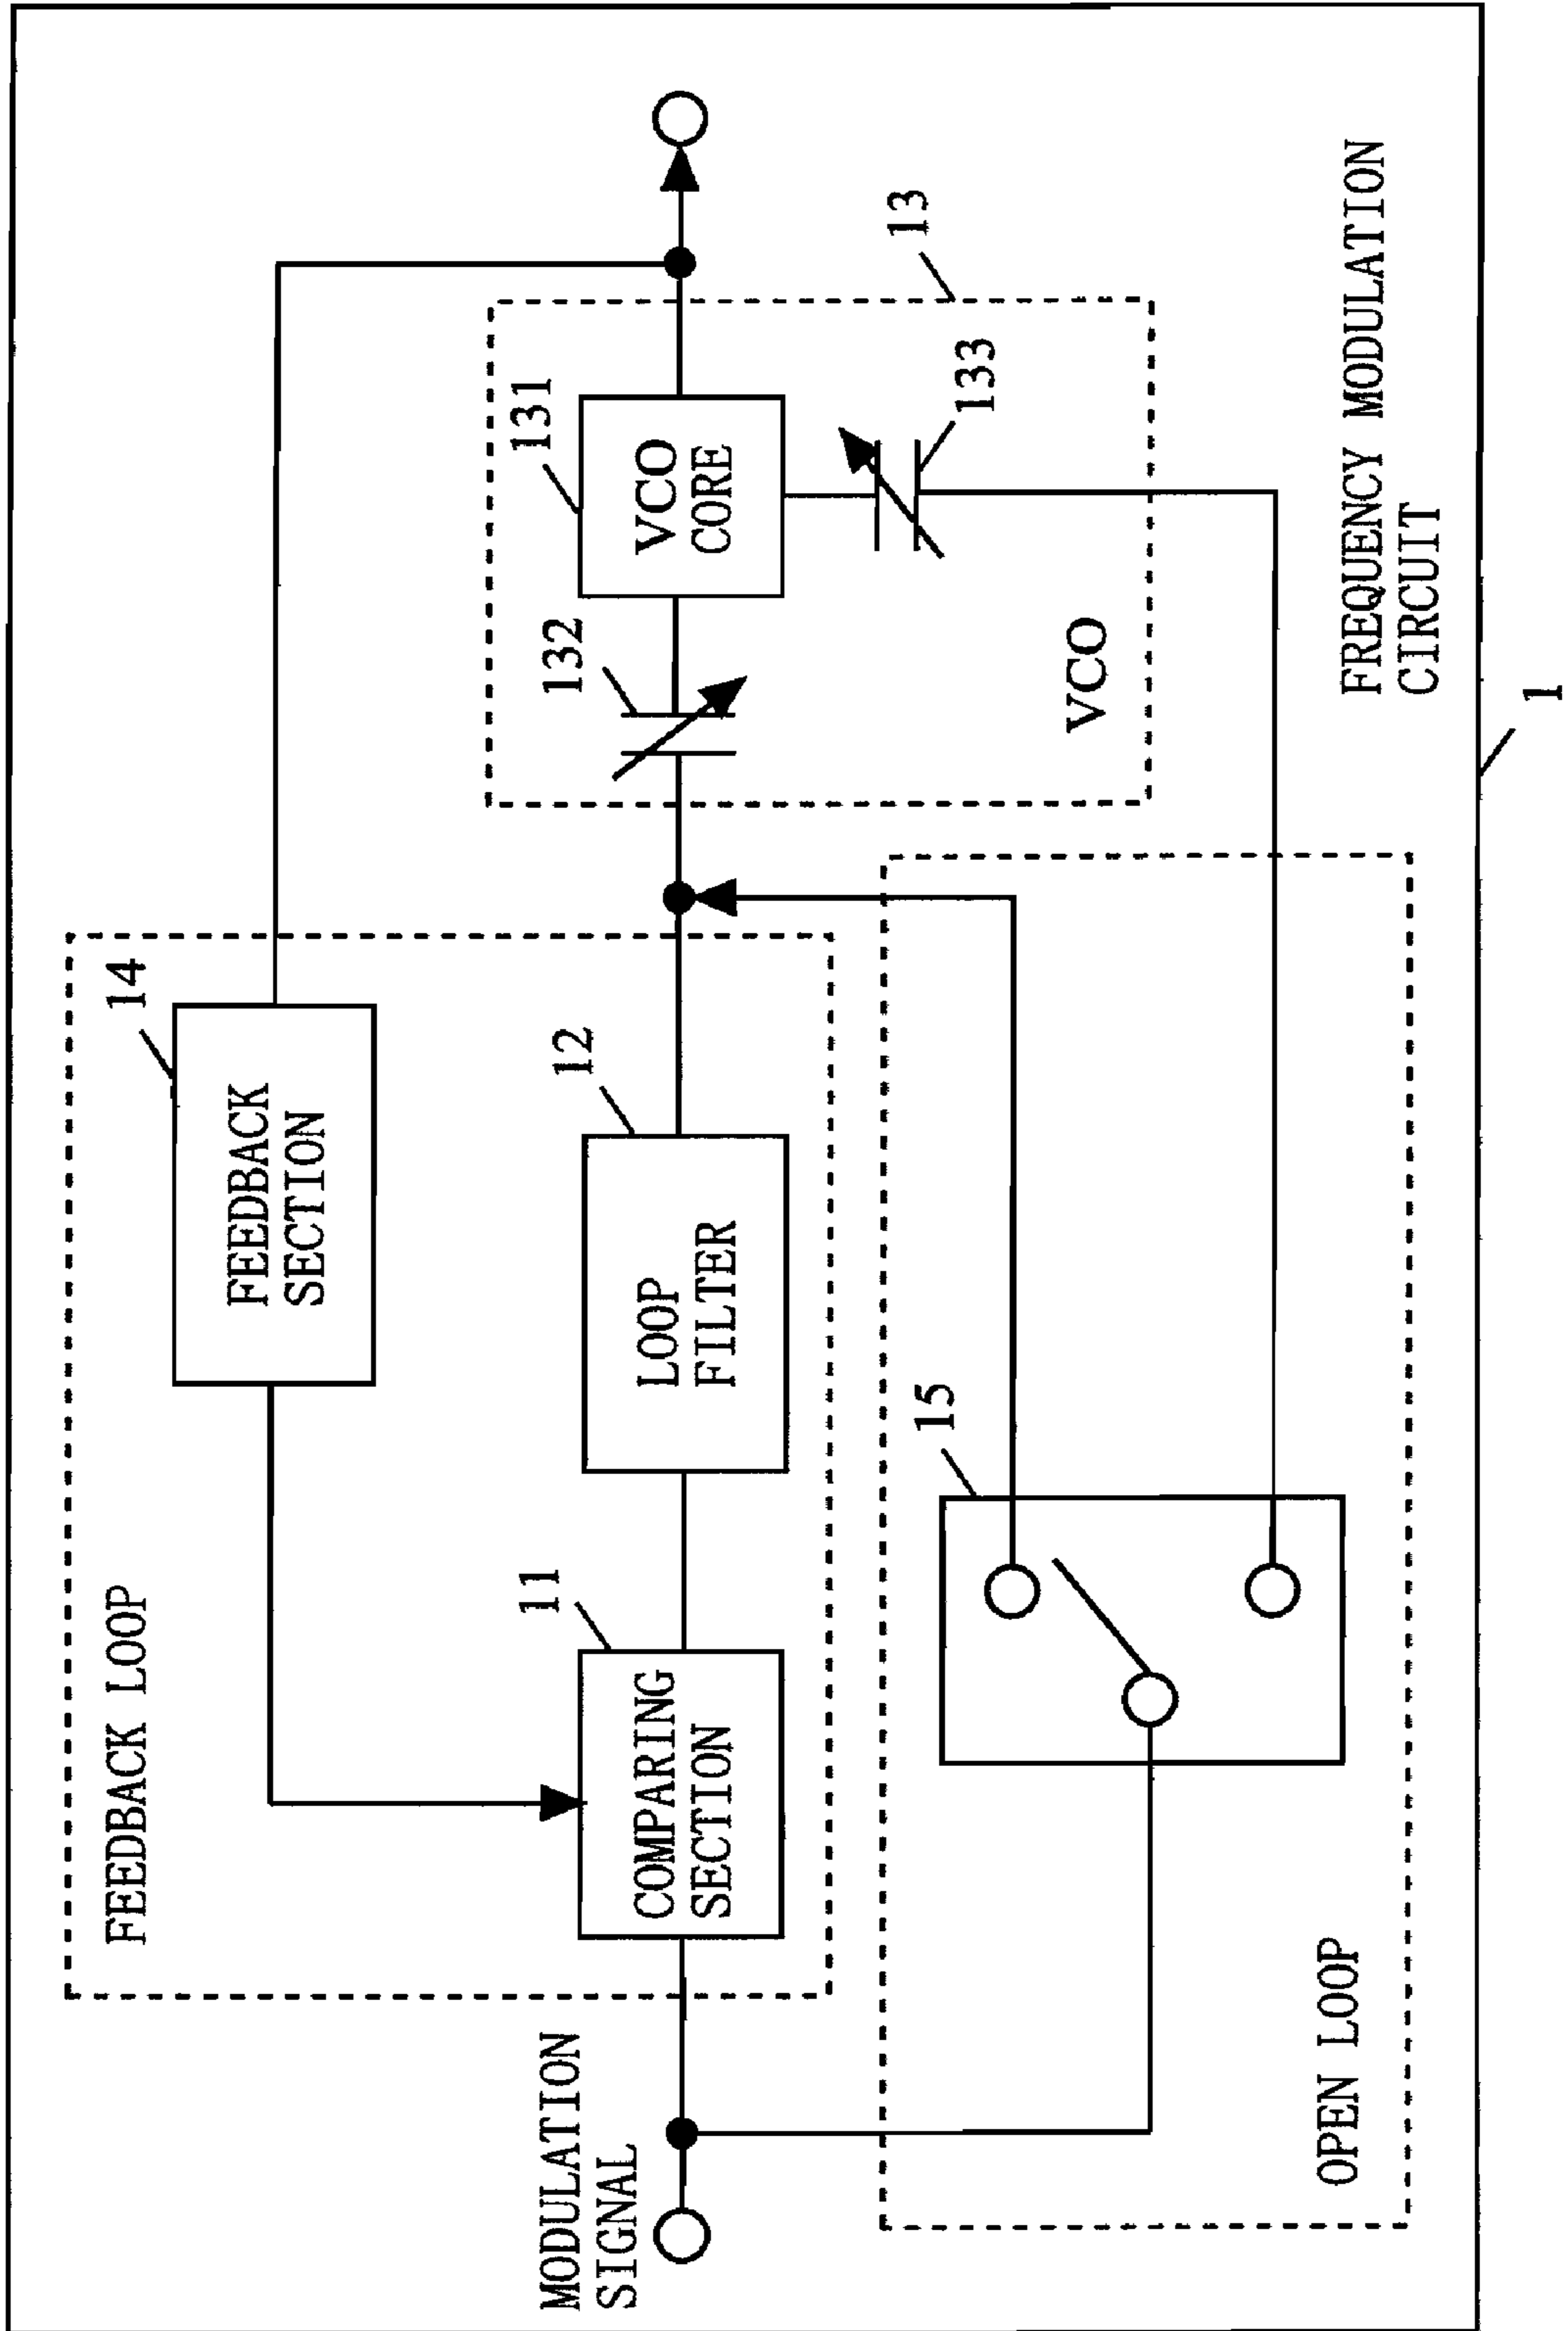 FEEDBACK LOOP
14
FEEDBACK
SECTION
MODULATION
SIGNAL
11
COMPARING
SECTION
12
LOOP
FILTER
132
131
VCO
CORE
13
133
VCO
15
OPEN LOOP
FREQUENCY MODULATION
CIRCUIT
1